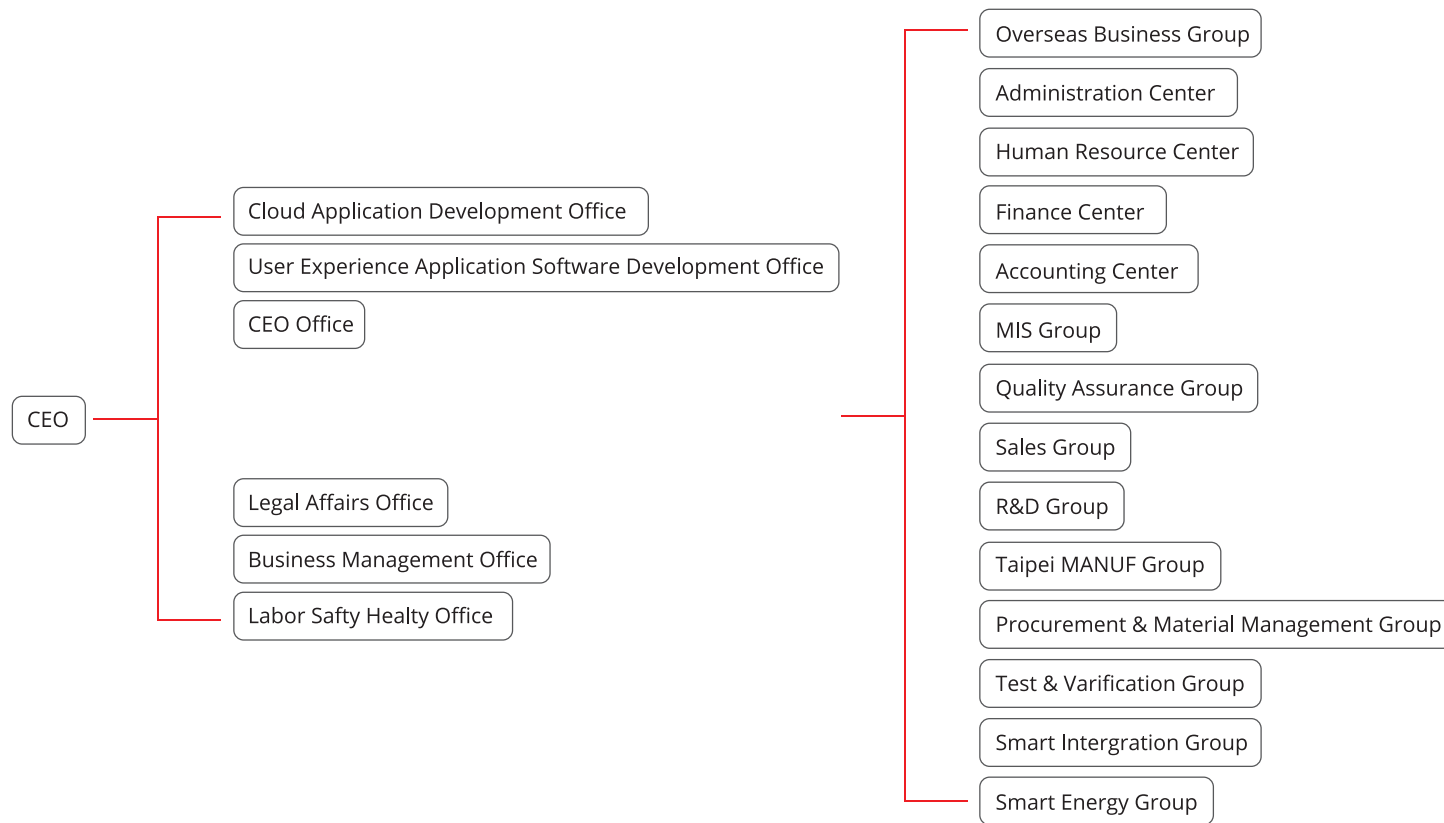 CEO
Cloud Application Development Office
User Experience Application Software Development Office
CEO Office
Legal Affairs Office
Business Management Office
Labor Safty Healty Office
Overseas Business Group
Administration Center
Human Resource Center
Finance Center
Accounting Center
MIS Group
Quality Assurance Group
Sales Group
R&D Group
Taipei MANUF Group
Procurement & Material Management Group
Test & Varification Group
Smart Intergration Group
Smart Energy Group